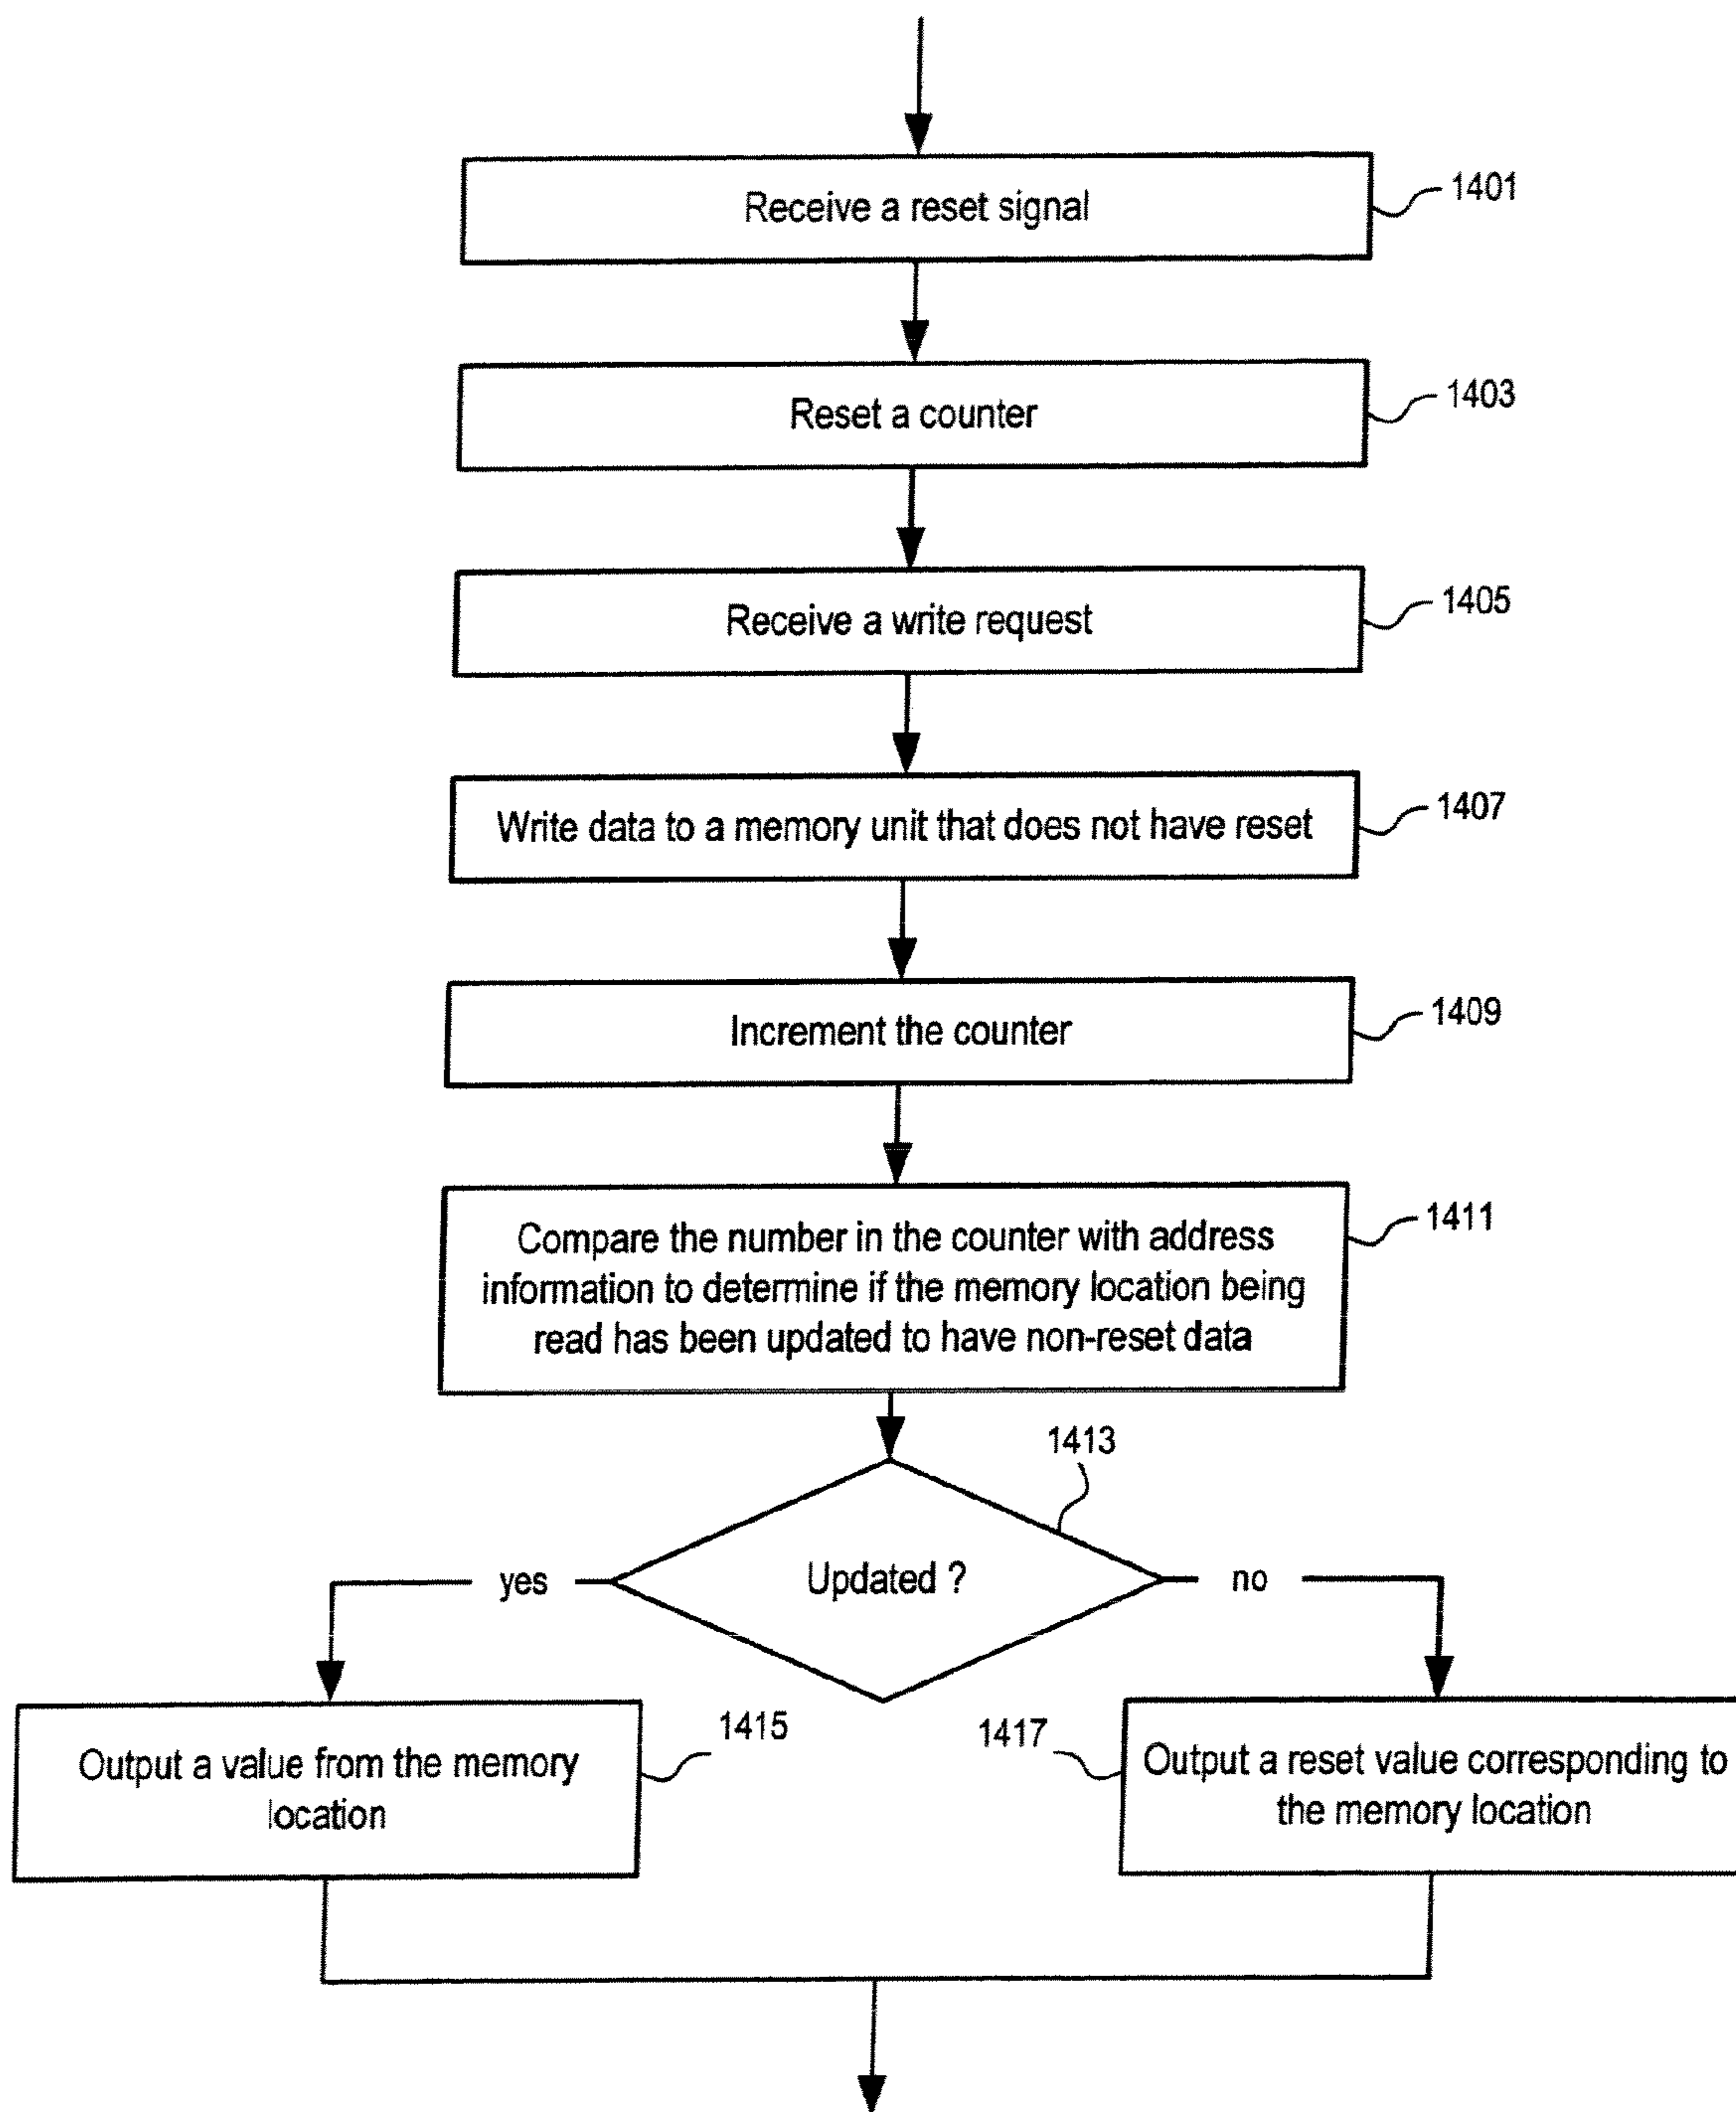 Receive a reset signal
1401
Reset a counter
1403
Receive a write request
1405
Write data to a memory unit that does not have reset
1407
Increment the counter
1409
Compare the number in the counter with address
information to determine if the memory location being
read has been updated to have non-reset data
1411
1413
Updated ?
yes
no
Output a value from the memory
location
1415
1417
Output a reset value corresponding to
the memory location